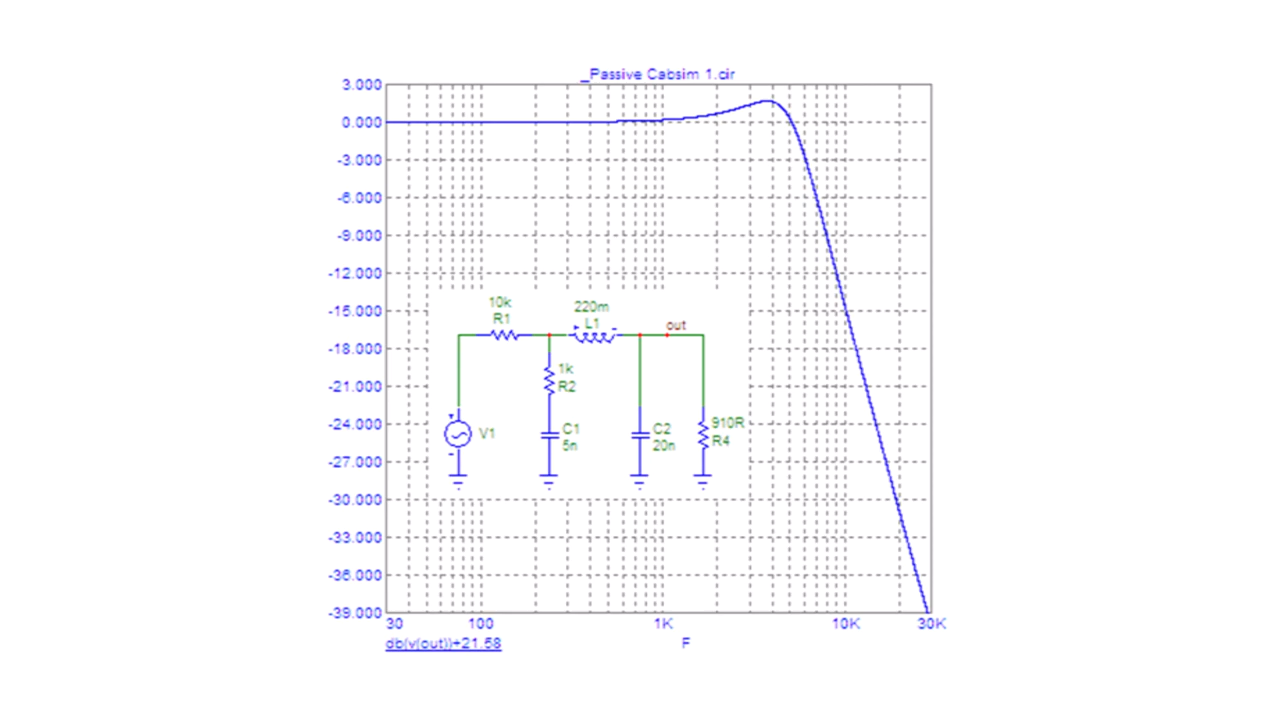 _Passive Cabsim 1.cir
3.000
0.000
-3.000
-6.000
-9.000
-12.000
-15.000
-18.000
-21.000
-24.000
-27.000
-30.000
-33.000
-36.000
-39.000
10k
R1
220m
L1
+
-
out
1k
R2
+
-
V1
C1
5n
C2
20n
910R
R4
30 100 1K 10K 30K
db(v(out))+21.58 F